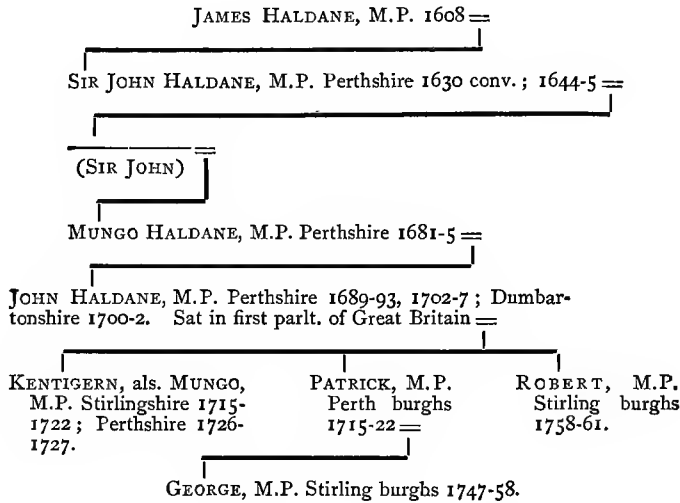 JAMES HALDANE, M.P. 1608=
SIR JOHN HALDANE, M.P. Perthshire 1630 conv.; 1644-5=
(SIR JOHN) =
MUNGO HALDANE, M.P. Perthshire 1681-5=
JOHN HALDANE, M.P. Perthshire 1689-93, 1702-7; Dumbar-
tonshire 1700-2. Sat in first parlt. of Great Britain=
KENTIGERN, als. MUNGO,
M.P. Stirlingshire 1715-
1722; Perthshire 1726-
1727.
PATRICK, M.P.
Perth burghs
1715-22=
ROBERT, M.P.
Stirling burghs
1758-61.
GEORGE, M.P. Stirling burghs 1747-58.